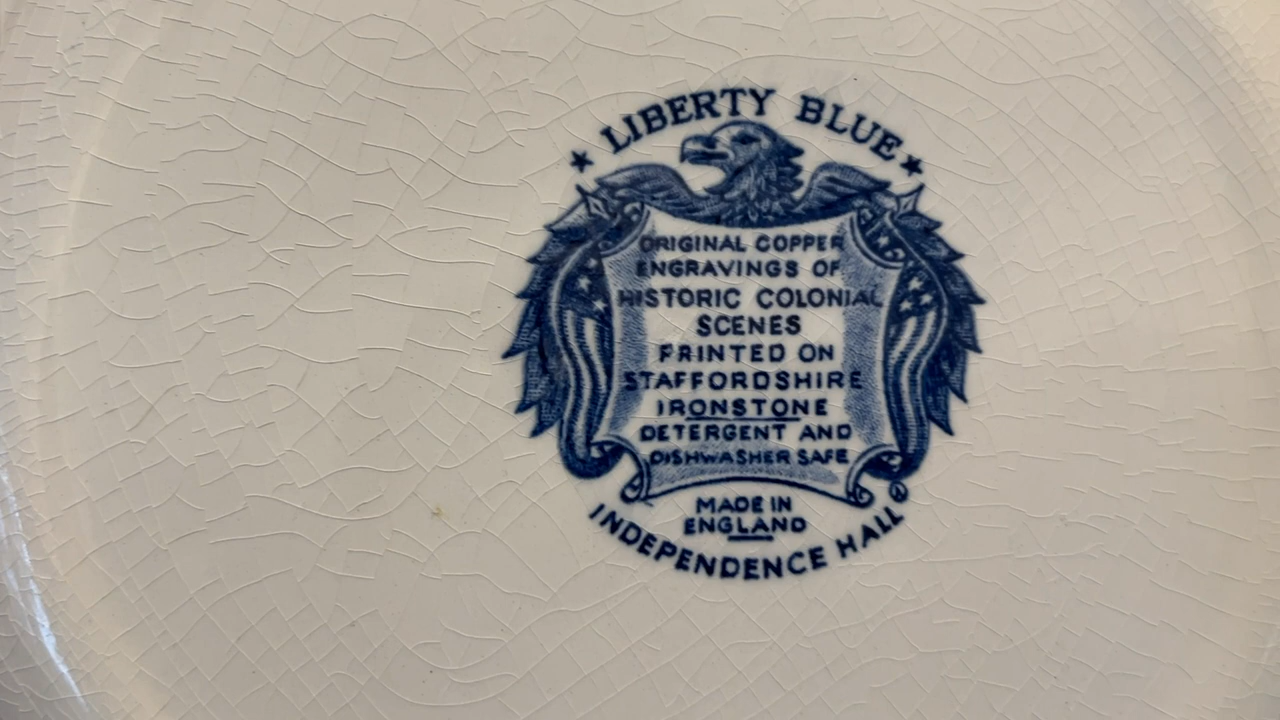 LIBERTY BLUE
ORIGINAL COPPER
ENGRAVINGS OF
HISTORIC COLONIAL
SCENES
PRINTED ON
STAFFORDSHIRE
IRONSTONE
DETERGENT AND
DISHWASHER SAFE
MADE IN
ENGLAND
INDEPENDENCE HALL®